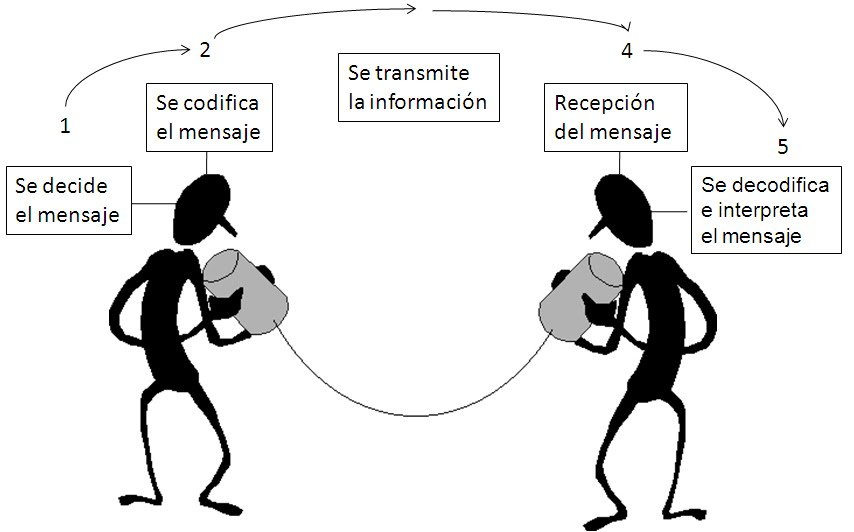 1
Se decide
el mensaje
2
Se codifica
el mensaje
Se transmite
la información
4
Recepción
del mensaje
5
Se decodifica
e interpreta
el mensaje